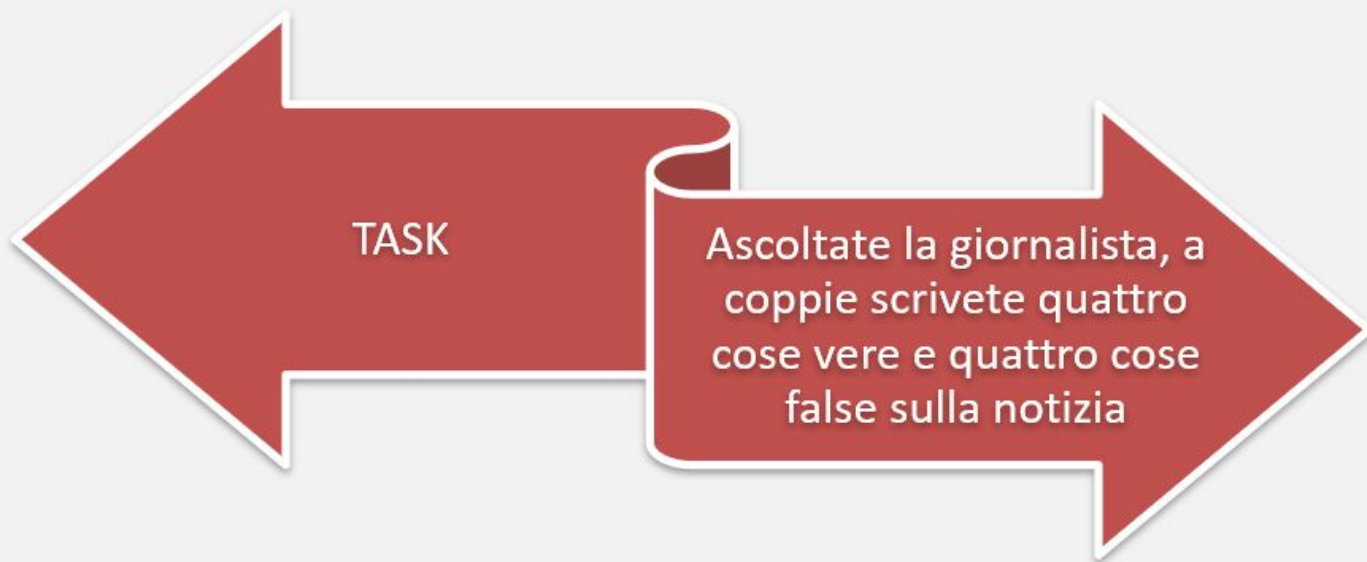 TASK
Ascoltate la giornalista, a
coppie scrivete quattro
cose vere e quattro cose
false sulla notizia